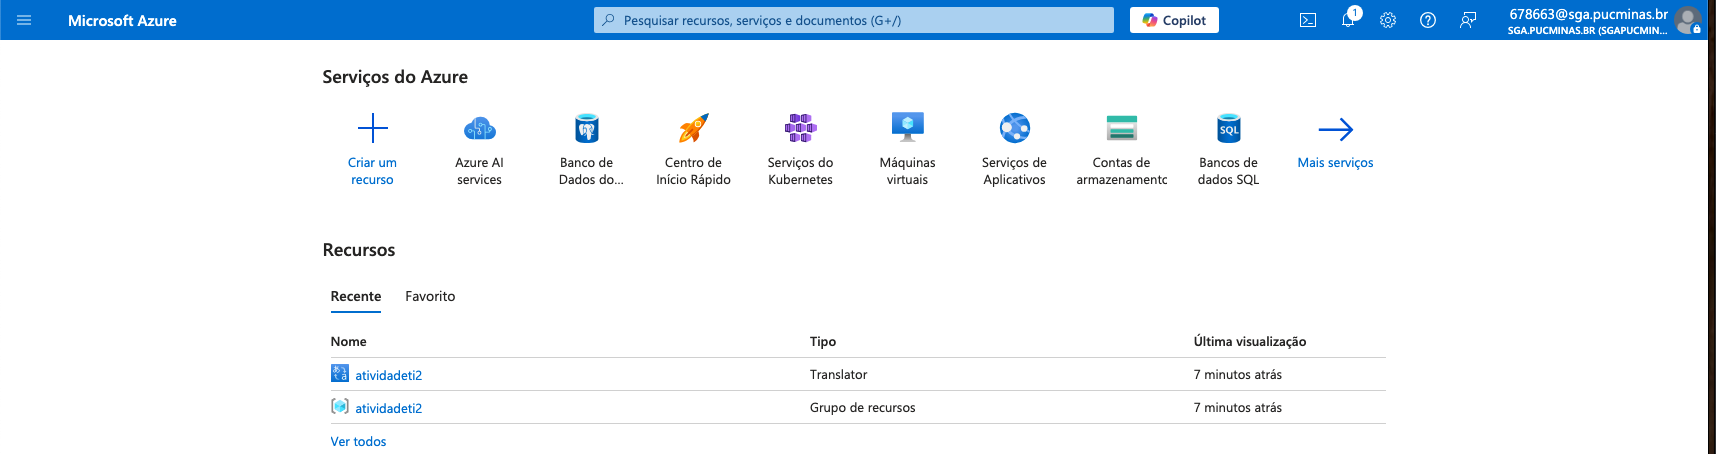 Microsoft Azure
Pesquisar recursos, serviços e documentos (G+/)
Copilot
1
678663@sga.pucminas.br
SGA.PUCMINAS.BR (SGAPUCMIN...
Serviços do Azure
Criar um
recurso
Azure AI
services
Banco de
Dados do...
Centro de
Início Rápido
Serviços do
Kubernetes
Máquinas
virtuais
Serviços de
Aplicativos
Contas de
armazenamento
SQL
Bancos de
dados SQL
Mais serviços
Recursos
Recente
Favorito
Nome
Tipo
Última visualização
atividadeti2
Translator
7 minutos atrás
atividadeti2
Grupo de recursos
7 minutos atrás
Ver todos